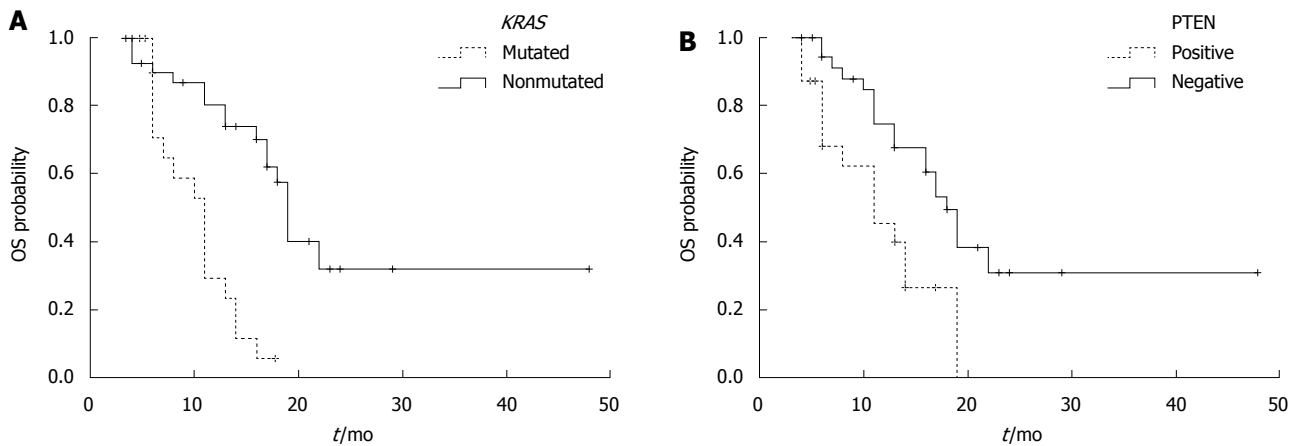 A
KRAS
Mutated
Nonmutated
1.0
0.8
0.6
0.4
0.2
0.0
OS probability
0 10 20 30 40 50
t/mo
B
PTEN
Positive
Negative
1.0
0.8
0.6
0.4
0.2
0.0
OS probability
0 10 20 30 40 50
t/mo